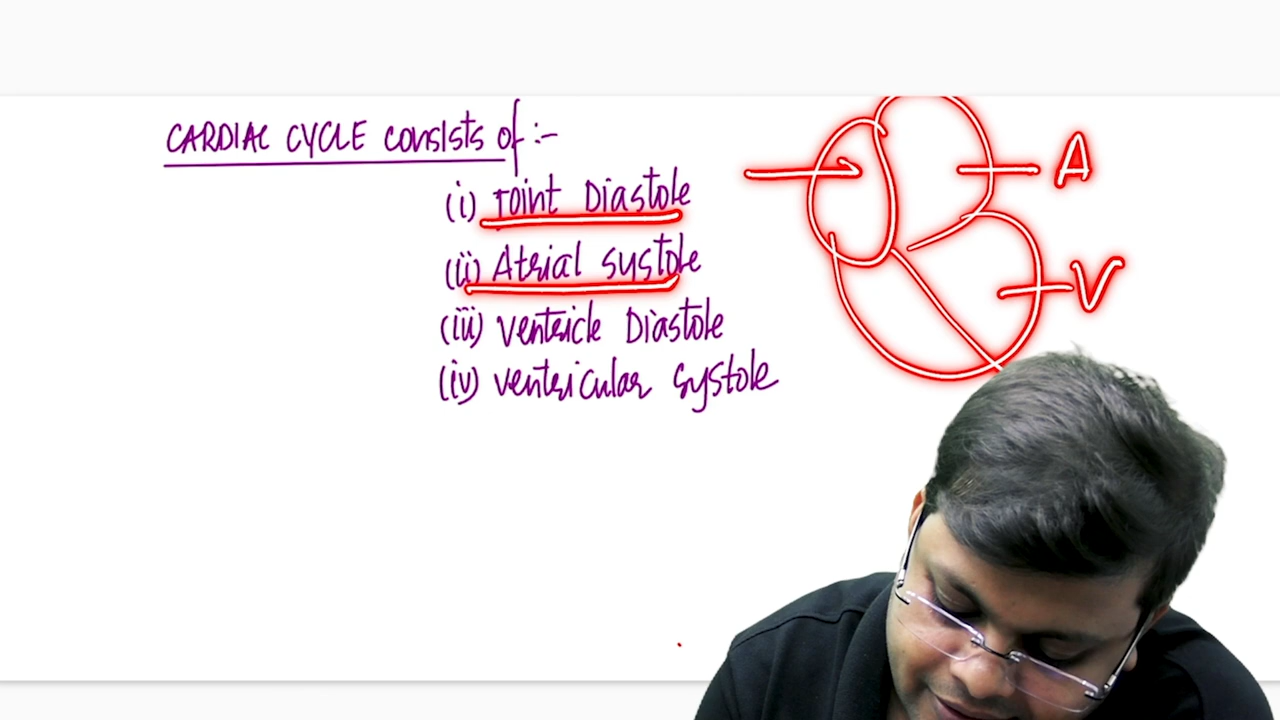 CARDIAC CYCLE consists of :-
(i) Joint Diastole
(ii) Atrial systole
(iii) ventricle Diastole
(iv) ventricular systole
A
V